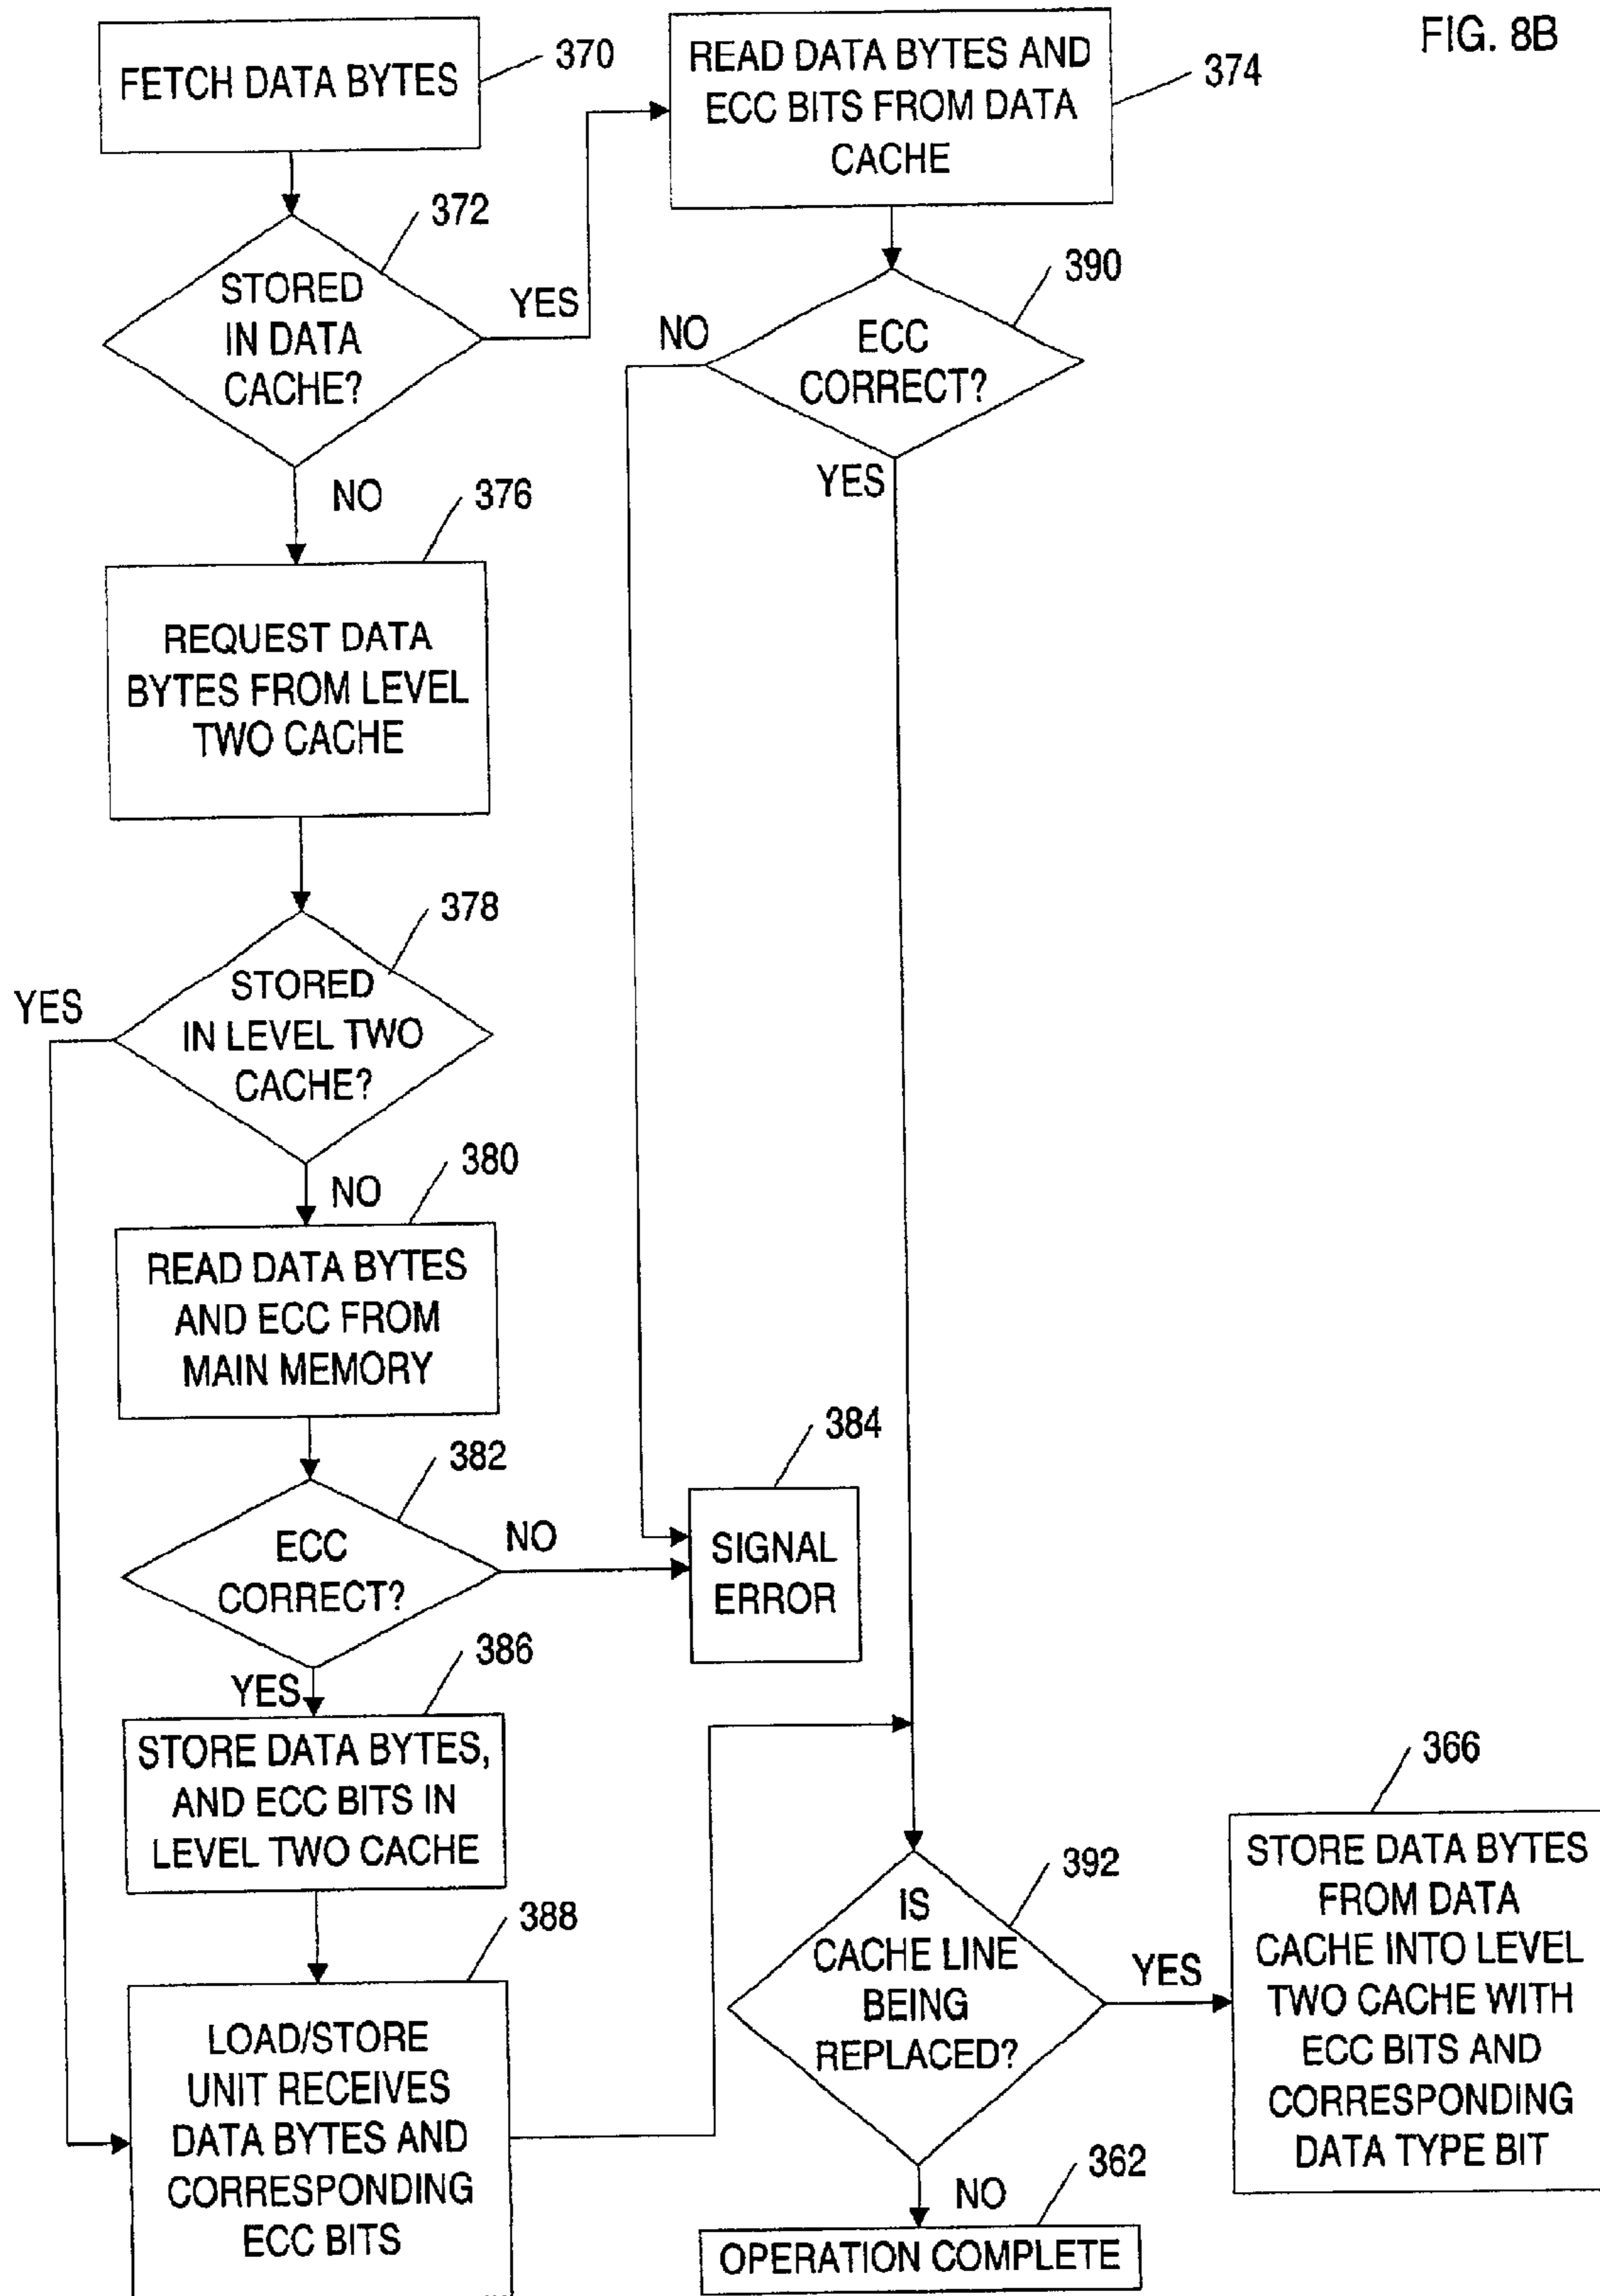 FIG. 8B
FETCH DATA BYTES
370
READ DATA BYTES AND
ECC BITS FROM DATA
CACHE
374
372
STORED
IN DATA
CACHE?
YES
NO
390
ECC
CORRECT?
NO
YES
376
REQUEST DATA
BYTES FROM LEVEL
TWO CACHE
378
STORED
IN LEVEL TWO
CACHE?
YES
NO
380
READ DATA BYTES
AND ECC FROM
MAIN MEMORY
382
ECC
CORRECT?
NO
YES
384
SIGNAL
ERROR
386
STORE DATA BYTES,
AND ECC BITS IN
LEVEL TWO CACHE
388
LOAD/STORE
UNIT RECEIVES
DATA BYTES AND
CORRESPONDING
ECC BITS
392
IS
CACHE LINE
BEING
REPLACED?
YES
NO
366
STORE DATA BYTES
FROM DATA
CACHE INTO LEVEL
TWO CACHE WITH
ECC BITS AND
CORRESPONDING
DATA TYPE BIT
362
OPERATION COMPLETE